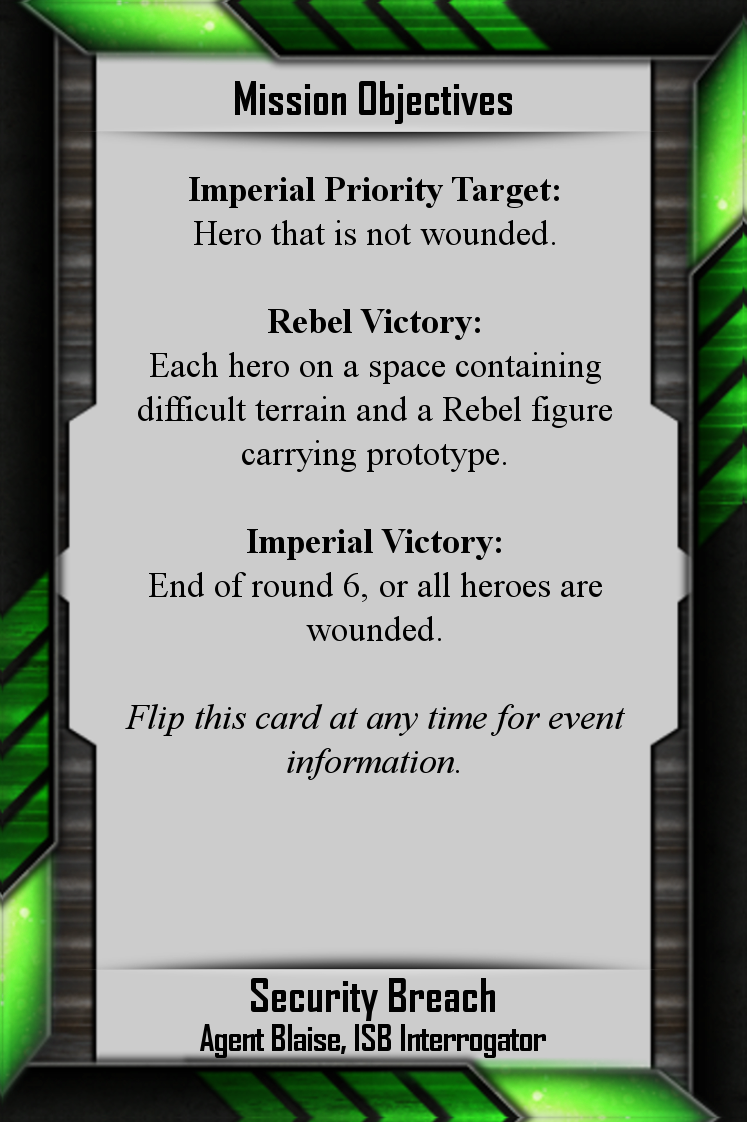 Mission Objectives
Imperial Priority Target:
Hero that is not wounded.
Rebel Victory:
Each hero on a space containing
difficult terrain and a Rebel figure
carrying prototype.
Imperial Victory:
End of round 6, or all heroes are
wounded.
Flip this card at any time for event
information.
Security Breach
Agent Blaise, ISB Interrogator